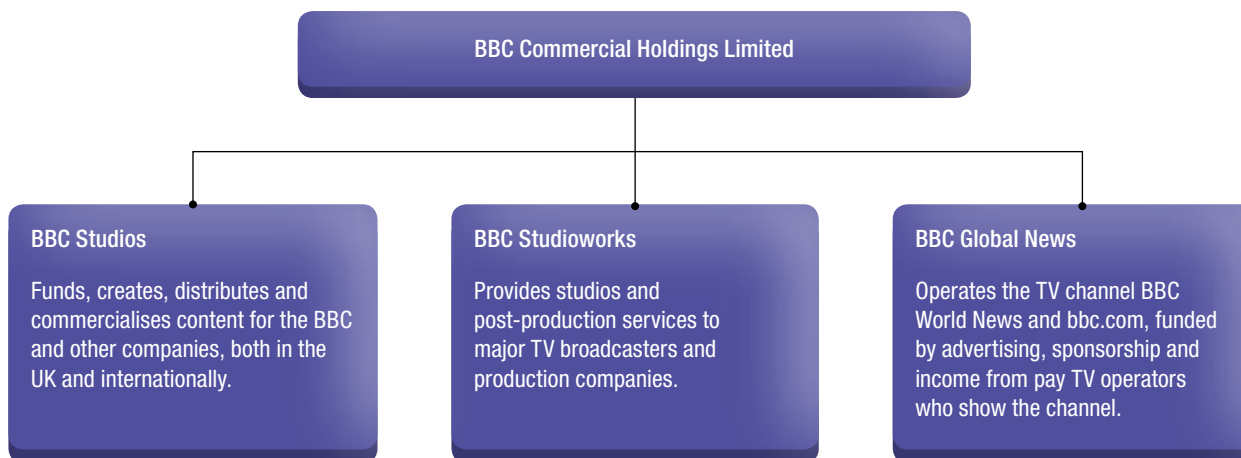 BBC Commercial Holdings Limited
BBC Studios
Funds, creates, distributes and
commercialises content for the BBC
and other companies, both in the
UK and internationally.
BBC Studioworks
Provides studios and
post-production services to
major TV broadcasters and
production companies.
BBC Global News
Operates the TV channel BBC
World News and bbc.com, funded
by advertising, sponsorship and
income from pay TV operators
who show the channel.